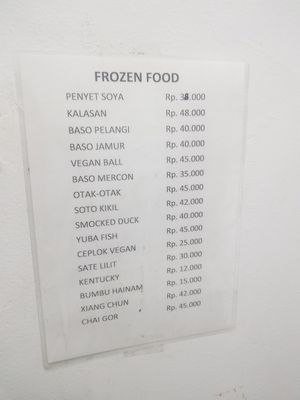 FROZEN FOOD
PENYET SOYA Rp. 38.000
KALASAN Rp. 48.000
BASO PELANGI Rp. 40.000
BASO JAMUR Rp. 40.000
VEGAN BALL Rp. 45.000
BASO MERCON Rp. 35.000
OTAK-OTAK Rp. 45.000
SOTO KIKIL Rp. 42.000
SMOCKED DUCK Rp. 40.000
YUBA FISH Rp. 45.000
CEPLOK VEGAN Rp. 25.000
SATE LILIT Rp. 30.000
KENTUCKY Rp. 12.000
BUMBU HAINAM Rp. 15.000
XIANG CHUN Rp. 42.000
CHAI GOR Rp. 45.000